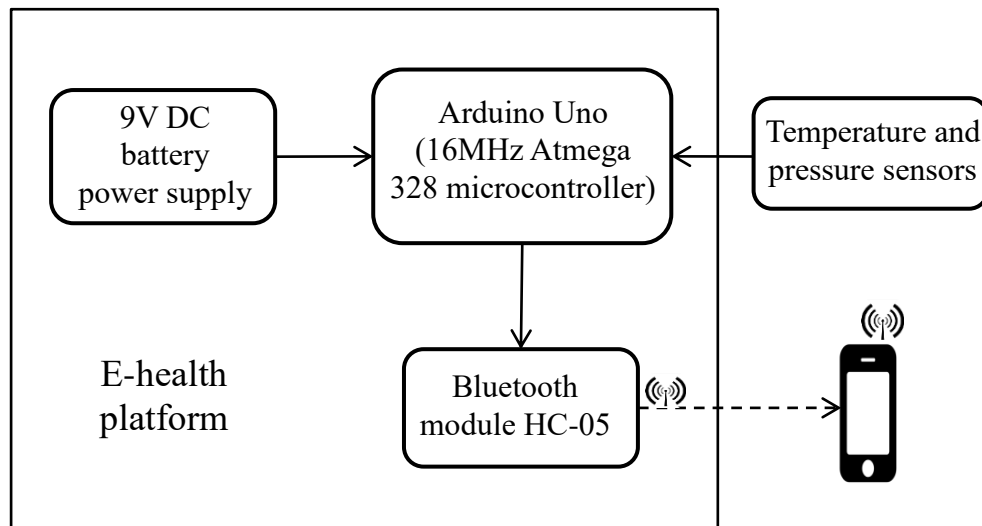 9V DC
battery
power supply
Arduino Uno
(16MHz Atmega
328 microcontroller)
Temperature and
pressure sensors
E-health
platform
Bluetooth
module HC-05